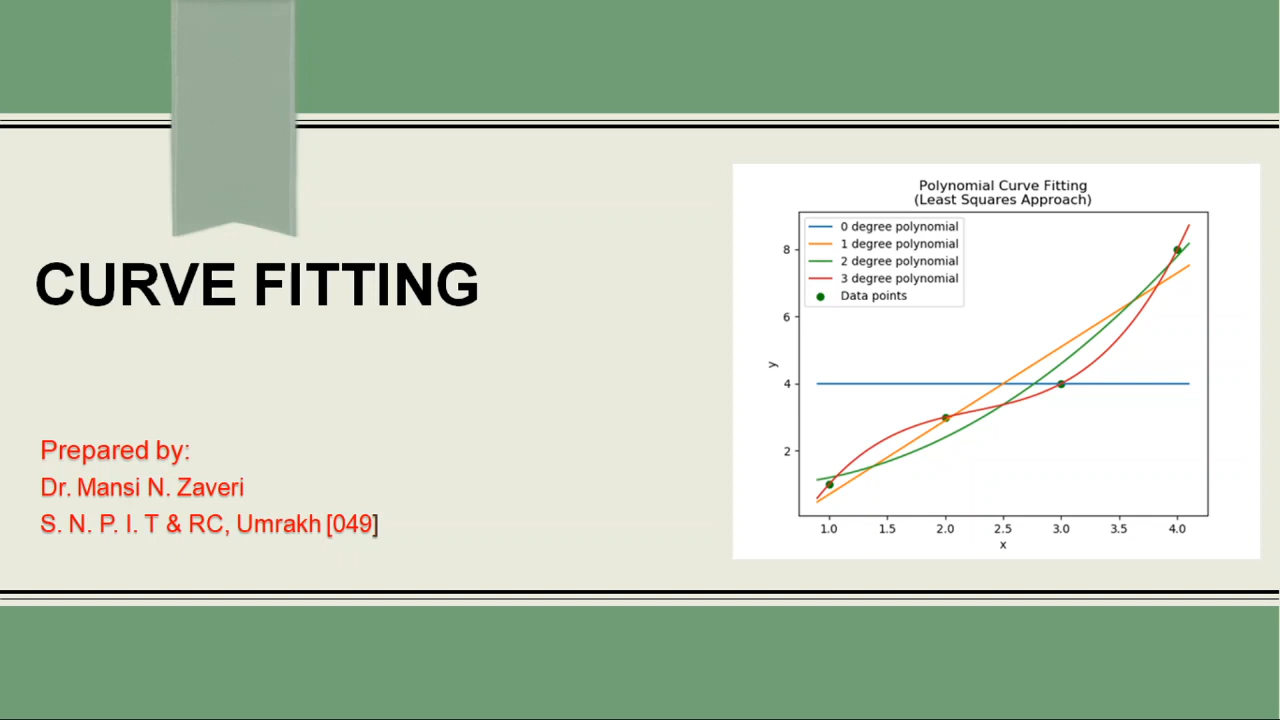 CURVE FITTING
Prepared by:
Dr. Mansi N. Zaveri
S. N. P. I. T & RC, Umrakh [049]
Polynomial Curve Fitting
(Least Squares Approach)
0 degree polynomial
1 degree polynomial
2 degree polynomial
3 degree polynomial
Data points
8
6
4
2
y
1.0 1.5 2.0 2.5 3.0 3.5 4.0
x